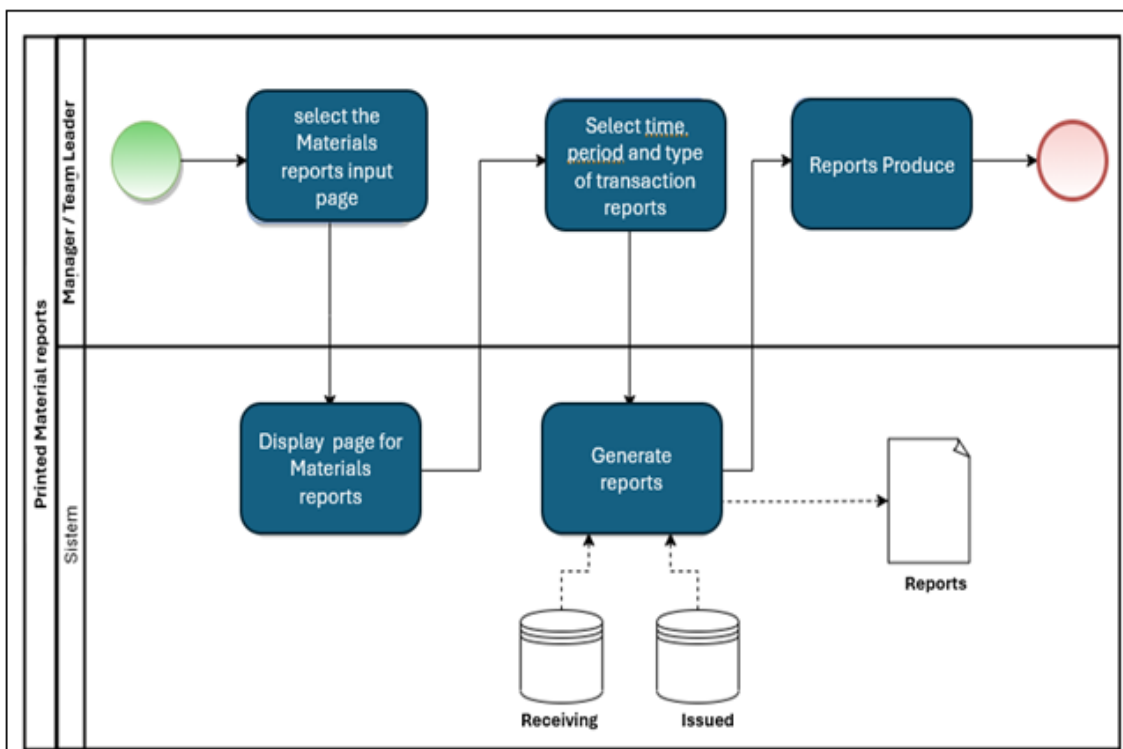 Printed Material reports
Manager / Team Leader
select the
Materials
reports input
page
Select time
period and type
of transaction
reports
Reports Produce
Sistem
Display page for
Materials
reports
Generate
reports
Reports
Receiving
Issued